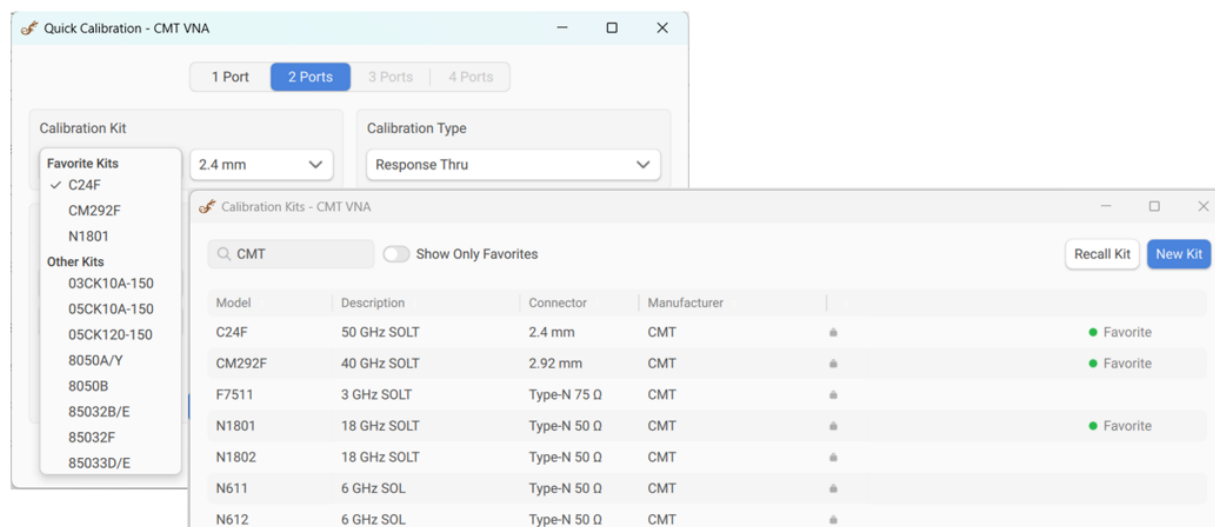 Quick Calibration - CMT VNA
1 Port 2 Ports 3 Ports 4 Ports
Calibration Kit Calibration Type
Favorite Kits
C24F
CM292F
N1801
Other Kits
03CK10A-150
05CK10A-150
05CK120-150
8050A/Y
8050B
85032B/E
85032F
85033D/E
2.4 mm Response Thru
Calibration Kits - CMT VNA
CMT Show Only Favorites Recall Kit New Kit
Model Description Connector Manufacturer
C24F 50 GHz SOLT 2.4 mm CMT Favorite
CM292F 40 GHz SOLT 2.92 mm CMT Favorite
F7511 3 GHz SOLT Type-N 75 Ω CMT
N1801 18 GHz SOLT Type-N 50 Ω CMT Favorite
N1802 18 GHz SOLT Type-N 50 Ω CMT
N611 6 GHz SOL Type-N 50 Ω CMT
N612 6 GHz SOL Type-N 50 Ω CMT